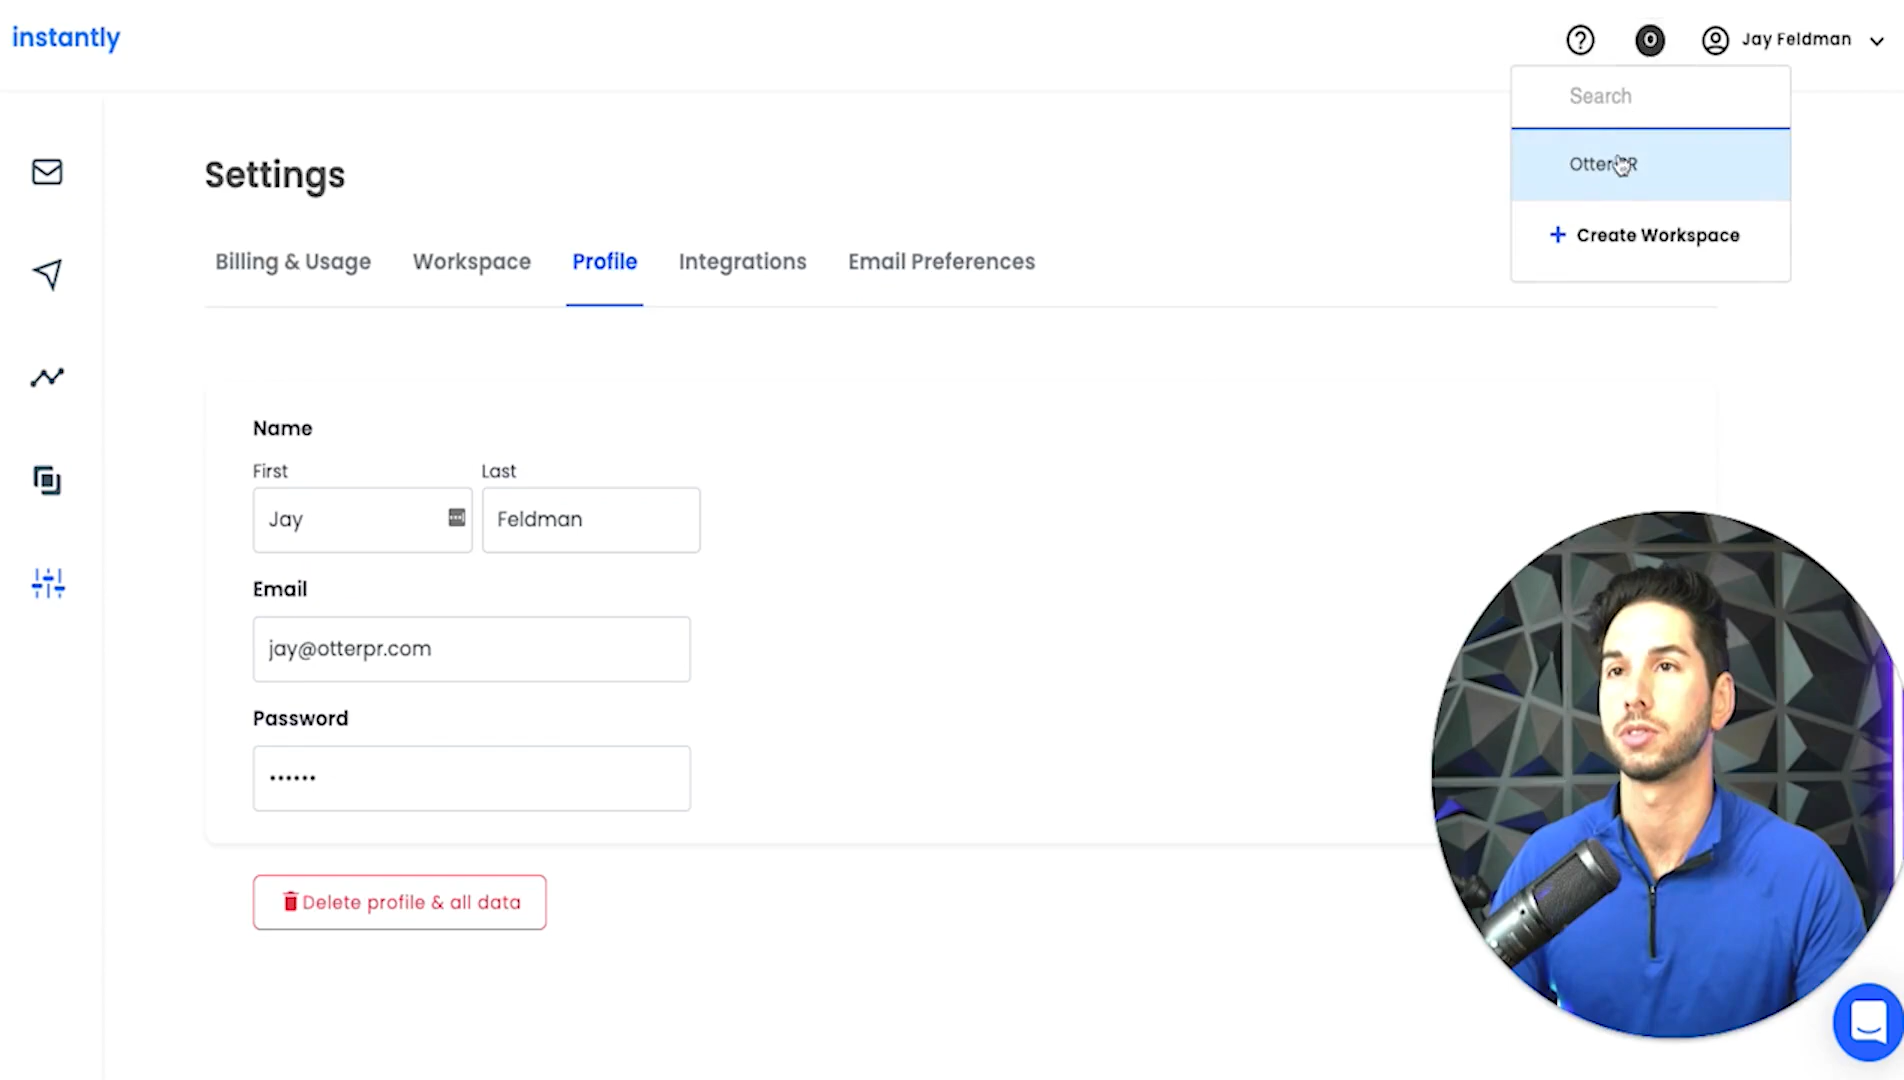 instantly
Jay Feldman
Search
OtterPR
Create Workspace
Settings
Billing & Usage
Workspace
Profile
Integrations
Email Preferences
Name
First
Last
Jay
Feldman
Email
jay@otterpr.com
Password
••••••
Delete profile & all data